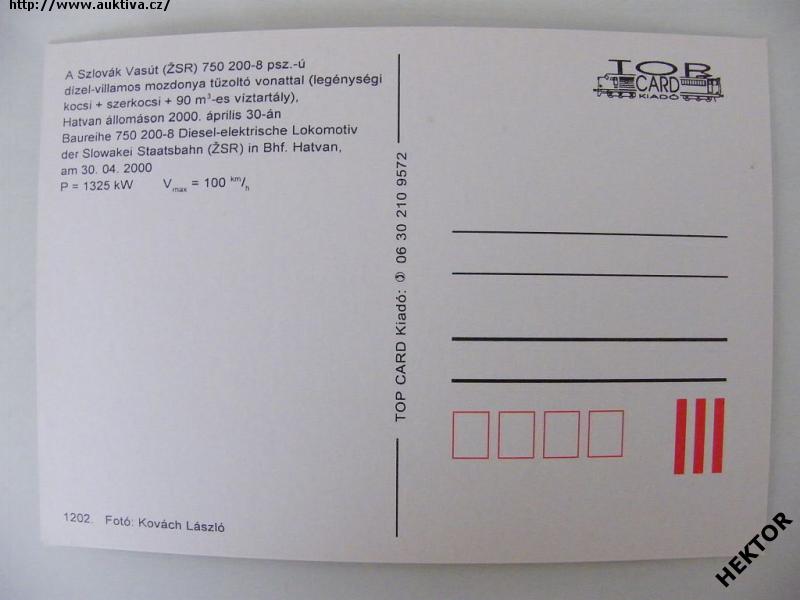 http://www.auktiva.cz/
A Szlovák Vasút (ŽSR) 750 200-8 psz.-ú
dízel-villamos mozdonya tűzoltó vonattal (legénységi
kocsi + szerkocsi + 90 m³-es víztartály),
Hatvan állomáson 2000. április 30-án
Baureihe 750 200-8 Diesel-elektrische Lokomotiv
der Slowakei Staatsbahn (ŽSR) in Bhf. Hatvan,
am 30. 04. 2000
P = 1325 kW Vmax = 100 km/h
1202. Fotó: Kovách László
TOP CARD Kiadó: ✆ 06 30 210 9572
TOP
CARD
KIADÓ
HEKTOR